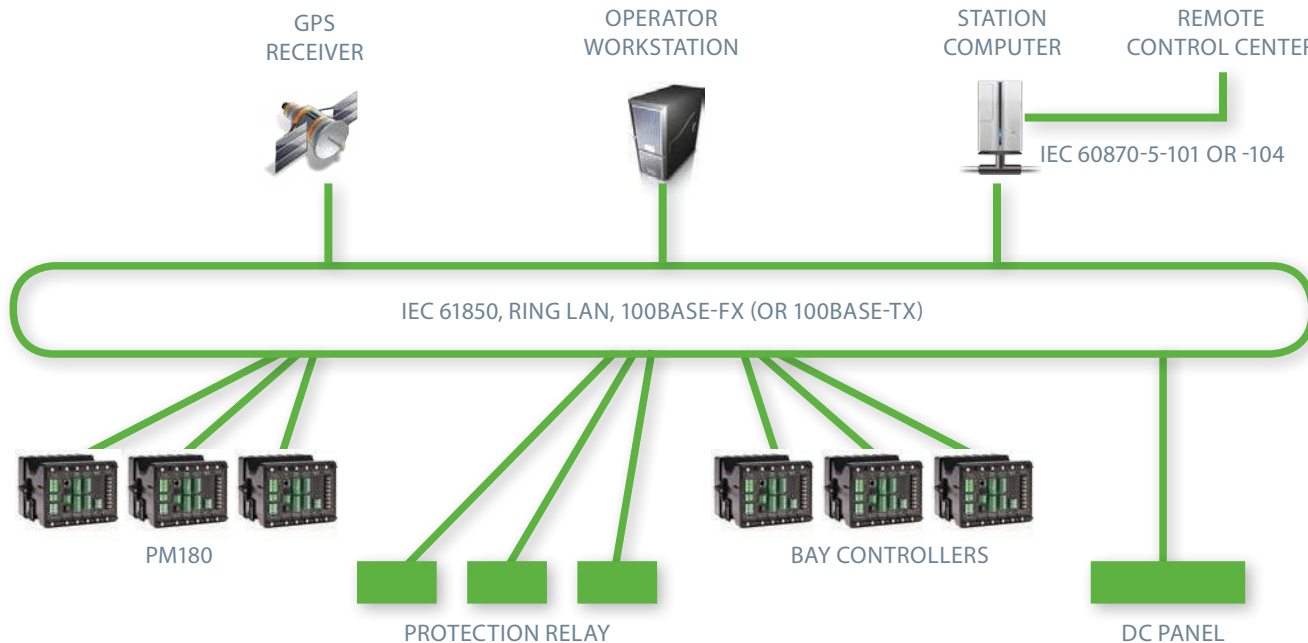 GPS
RECEIVER
OPERATOR
WORKSTATION
STATION
COMPUTER
REMOTE
CONTROL CENTER
IEC 60870-5-101 OR -104
IEC 61850, RING LAN, 100BASE-FX (OR 100BASE-TX)
PM180
BAY CONTROLLERS
PROTECTION RELAY
DC PANEL